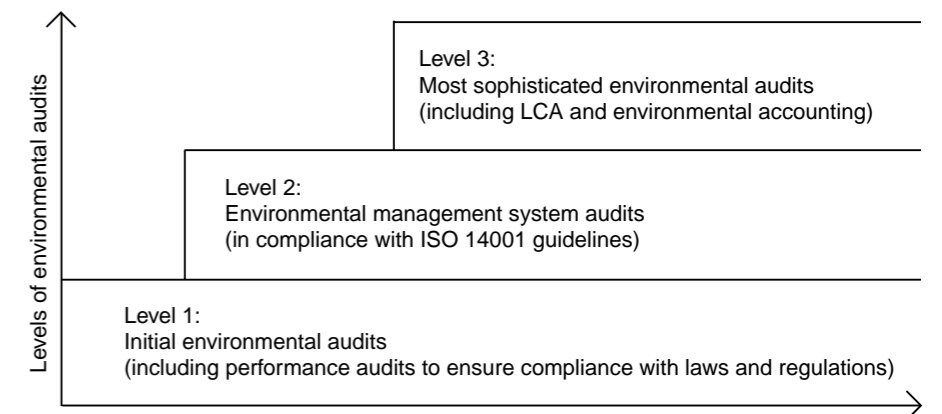 Levels of environmental audits
Level 3:
Most sophisticated environmental audits
(including LCA and environmental accounting)
Level 2:
Environmental management system audits
(in compliance with ISO 14001 guidelines)
Level 1:
Initial environmental audits
(including performance audits to ensure compliance with laws and regulations)